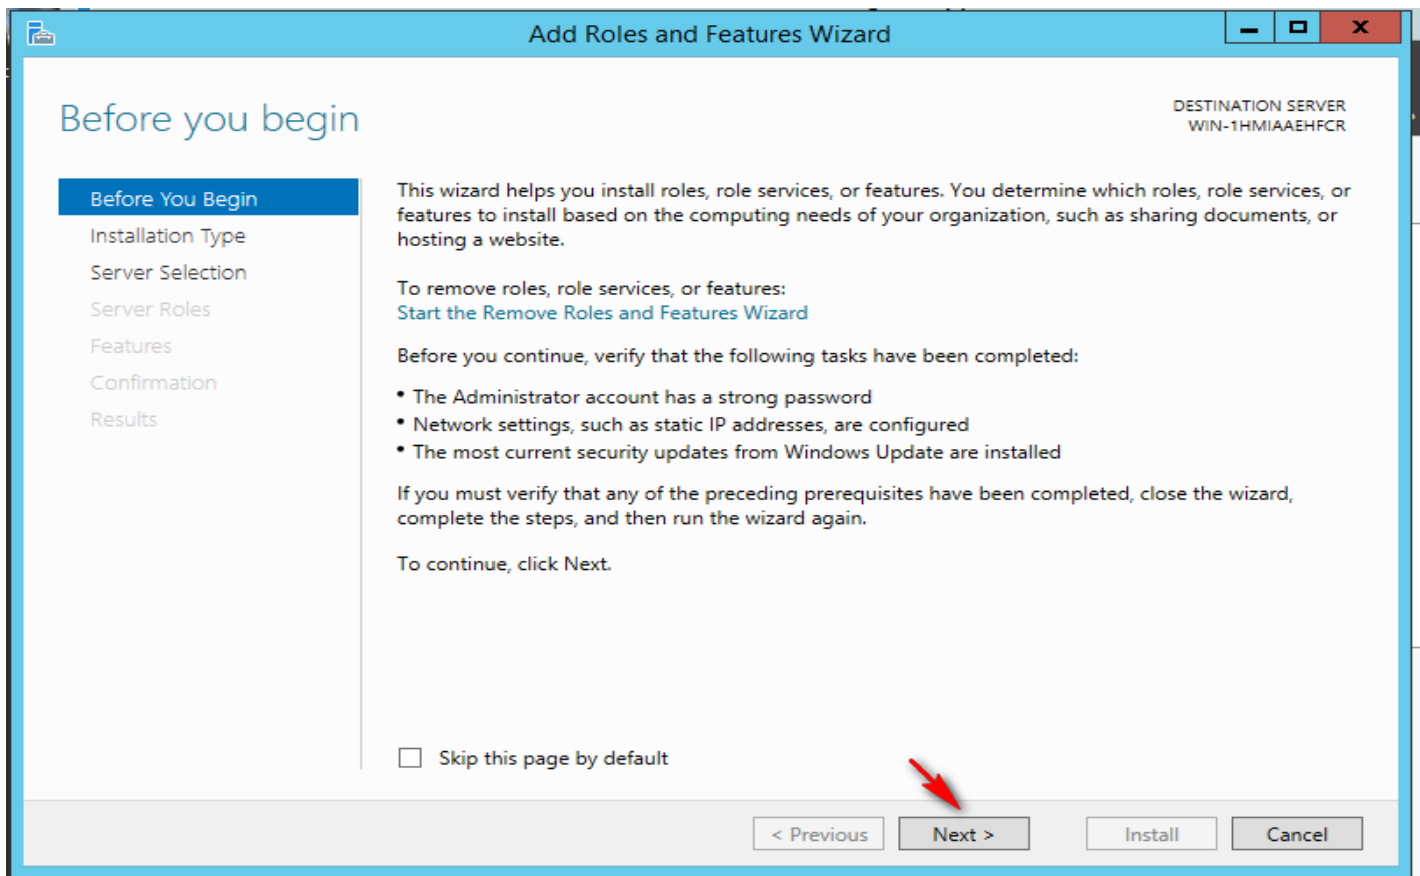 Add Roles and Features Wizard
Before you begin
DESTINATION SERVER
WIN-1HMIAAEHFCR
Before You Begin
Installation Type
Server Selection
Server Roles
Features
Confirmation
Results
This wizard helps you install roles, role services, or features. You determine which roles, role services, or
features to install based on the computing needs of your organization, such as sharing documents, or
hosting a website.
To remove roles, role services, or features:
Start the Remove Roles and Features Wizard
Before you continue, verify that the following tasks have been completed:
• The Administrator account has a strong password
• Network settings, such as static IP addresses, are configured
• The most current security updates from Windows Update are installed
If you must verify that any of the preceding prerequisites have been completed, close the wizard,
complete the steps, and then run the wizard again.
To continue, click Next.
Skip this page by default
< Previous
Next >
Install
Cancel